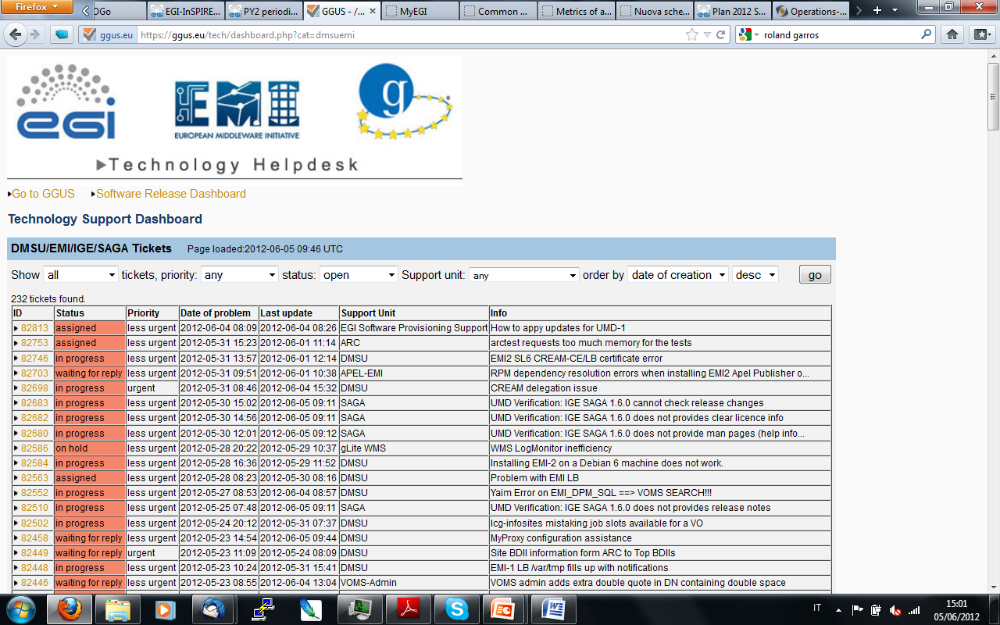 Firefox
OGo
EGI-InSPIRE...
PY2 periodi...
GGUS - /...
MyEGI
Common ...
Metrics of a...
Nuova sche...
Plan 2012 S...
Operations-...
ggus.eu
https://ggus.eu/tech/dashboard.php?cat=dmsuemi
roland garros
egi
EMI
EUROPEAN MIDDLEWARE INITIATIVE
g
Technology Helpdesk
Go to GGUS Software Release Dashboard
Technology Support Dashboard
DMSU/EMI/IGE/SAGA Tickets Page loaded:2012-06-05 09:46 UTC
Show all tickets, priority: any status: open Support unit: any order by date of creation desc go
232 tickets found.
ID Status Priority Date of problem Last update Support Unit Info
82813 assigned less urgent 2012-06-04 08:09 2012-06-04 08:26 EGI Software Provisioning Support How to appy updates for UMD-1
82753 assigned less urgent 2012-05-31 15:23 2012-06-01 11:14 ARC arctest requests too much memory for the tests
82746 in progress less urgent 2012-05-31 13:57 2012-06-01 12:14 DMSU EMI2 SL6 CREAM-CE/LB certificate error
82703 waiting for reply less urgent 2012-05-31 09:51 2012-06-01 10:38 APEL-EMI RPM dependency resolution errors when installing EMI2 Apel Publisher o...
82698 in progress urgent 2012-05-31 08:46 2012-06-04 15:32 DMSU CREAM delegation issue
82683 in progress less urgent 2012-05-30 15:02 2012-06-05 09:11 SAGA UMD Verification: IGE SAGA 1.6.0 cannot check release changes
82682 in progress less urgent 2012-05-30 14:56 2012-06-05 09:11 SAGA UMD Verification: IGE SAGA 1.6.0 does not provides clear licence info
82680 in progress less urgent 2012-05-30 12:01 2012-06-05 09:12 SAGA UMD Verification: IGE SAGA 1.6.0 does not provide man pages (help info...
82586 on hold less urgent 2012-05-28 20:22 2012-05-29 10:37 gLite WMS WMS LogMonitor inefficiency
82584 in progress less urgent 2012-05-28 16:36 2012-05-29 11:52 DMSU Installing EMI-2 on a Debian 6 machine does not work.
82563 assigned less urgent 2012-05-28 08:23 2012-05-30 08:16 DMSU Problem with EMI LB
82552 in progress less urgent 2012-05-27 08:53 2012-06-04 08:57 DMSU Yaim Error on EMI_DPM_SQL ==> VOMS SEARCH!!!
82510 in progress less urgent 2012-05-25 07:48 2012-06-05 09:11 SAGA UMD Verification: IGE SAGA 1.6.0 does not provides release notes
82502 in progress less urgent 2012-05-24 20:12 2012-05-31 07:37 DMSU lcg-infosites mistaking job slots available for a VO
82458 waiting for reply less urgent 2012-05-23 14:54 2012-06-05 09:44 DMSU MyProxy configuration assistance
82449 waiting for reply urgent 2012-05-23 11:09 2012-05-24 08:09 DMSU Site BDII information form ARC to Top BDIIs
82448 in progress less urgent 2012-05-23 10:24 2012-05-31 15:41 DMSU EMI-1 LB /var/tmp fills up with notifications
82446 waiting for reply less urgent 2012-05-23 08:55 2012-06-04 13:04 VOMS-Admin VOMS admin adds extra double quote in DN containing double space
IT
15:01
05/06/2012